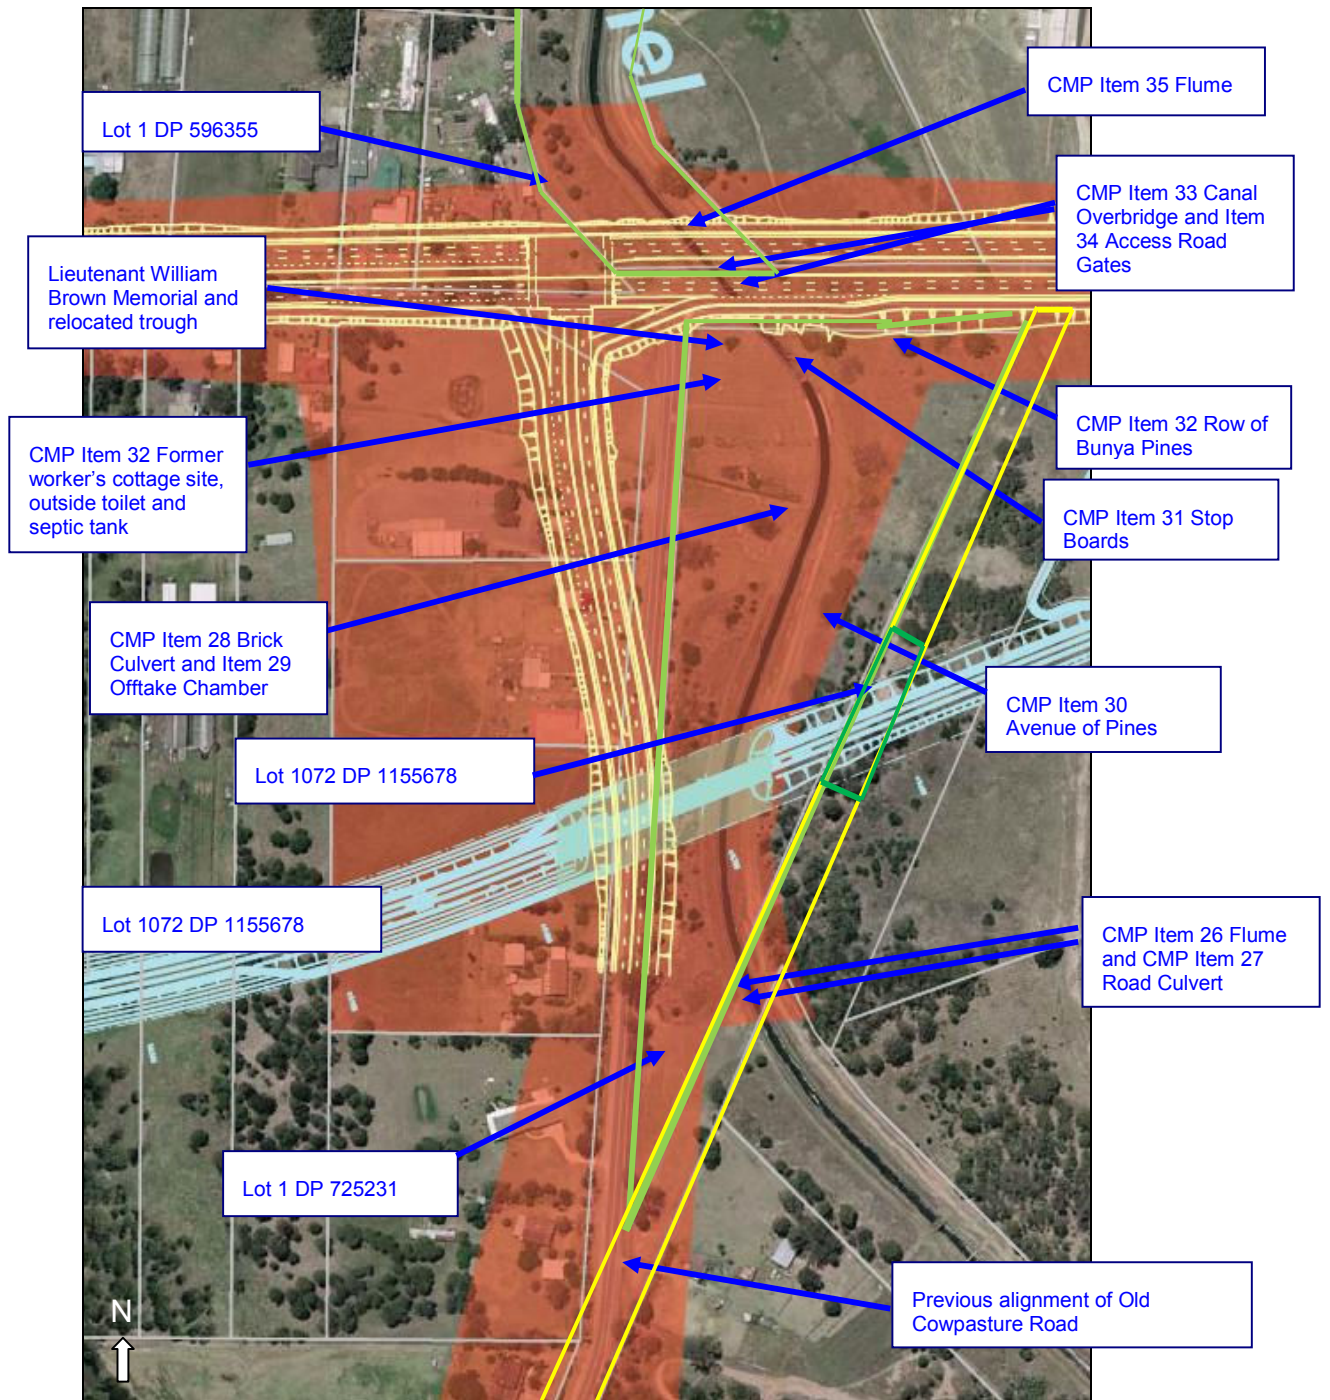 nel
CMP Item 35 Flume
Lot 1 DP 596355
CMP Item 33 Canal
Overbridge and Item
34 Access Road
Gates
Lieutenant William
Brown Memorial and
relocated trough
CMP Item 32 Row of
Bunya Pines
CMP Item 32 Former
worker's cottage site,
outside toilet and
septic tank
CMP Item 31 Stop
Boards
CMP Item 28 Brick
Culvert and Item 29
Offtake Chamber
CMP Item 30
Avenue of Pines
Lot 1072 DP 1155678
Lot 1072 DP 1155678
CMP Item 26 Flume
and CMP Item 27
Road Culvert
Lot 1 DP 725231
Previous alignment of Old
Cowpasture Road
N